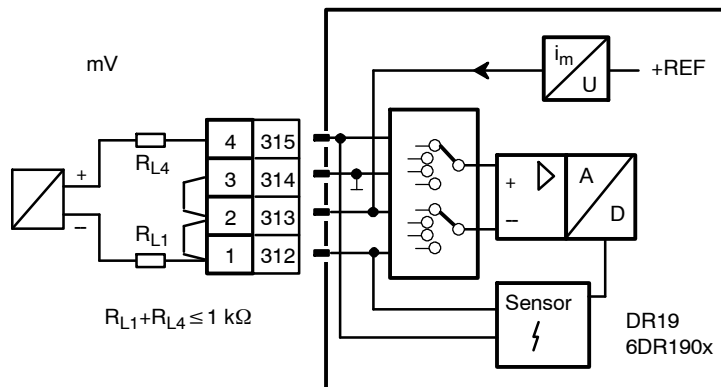 mV
i_m
U
+REF
+
R_L4
4 315
3 314
2 313
1 312
–
R_L1
+
--
A
D
Sensor
R_L1+R_L4 ≤ 1 kΩ
DR19
6DR190x